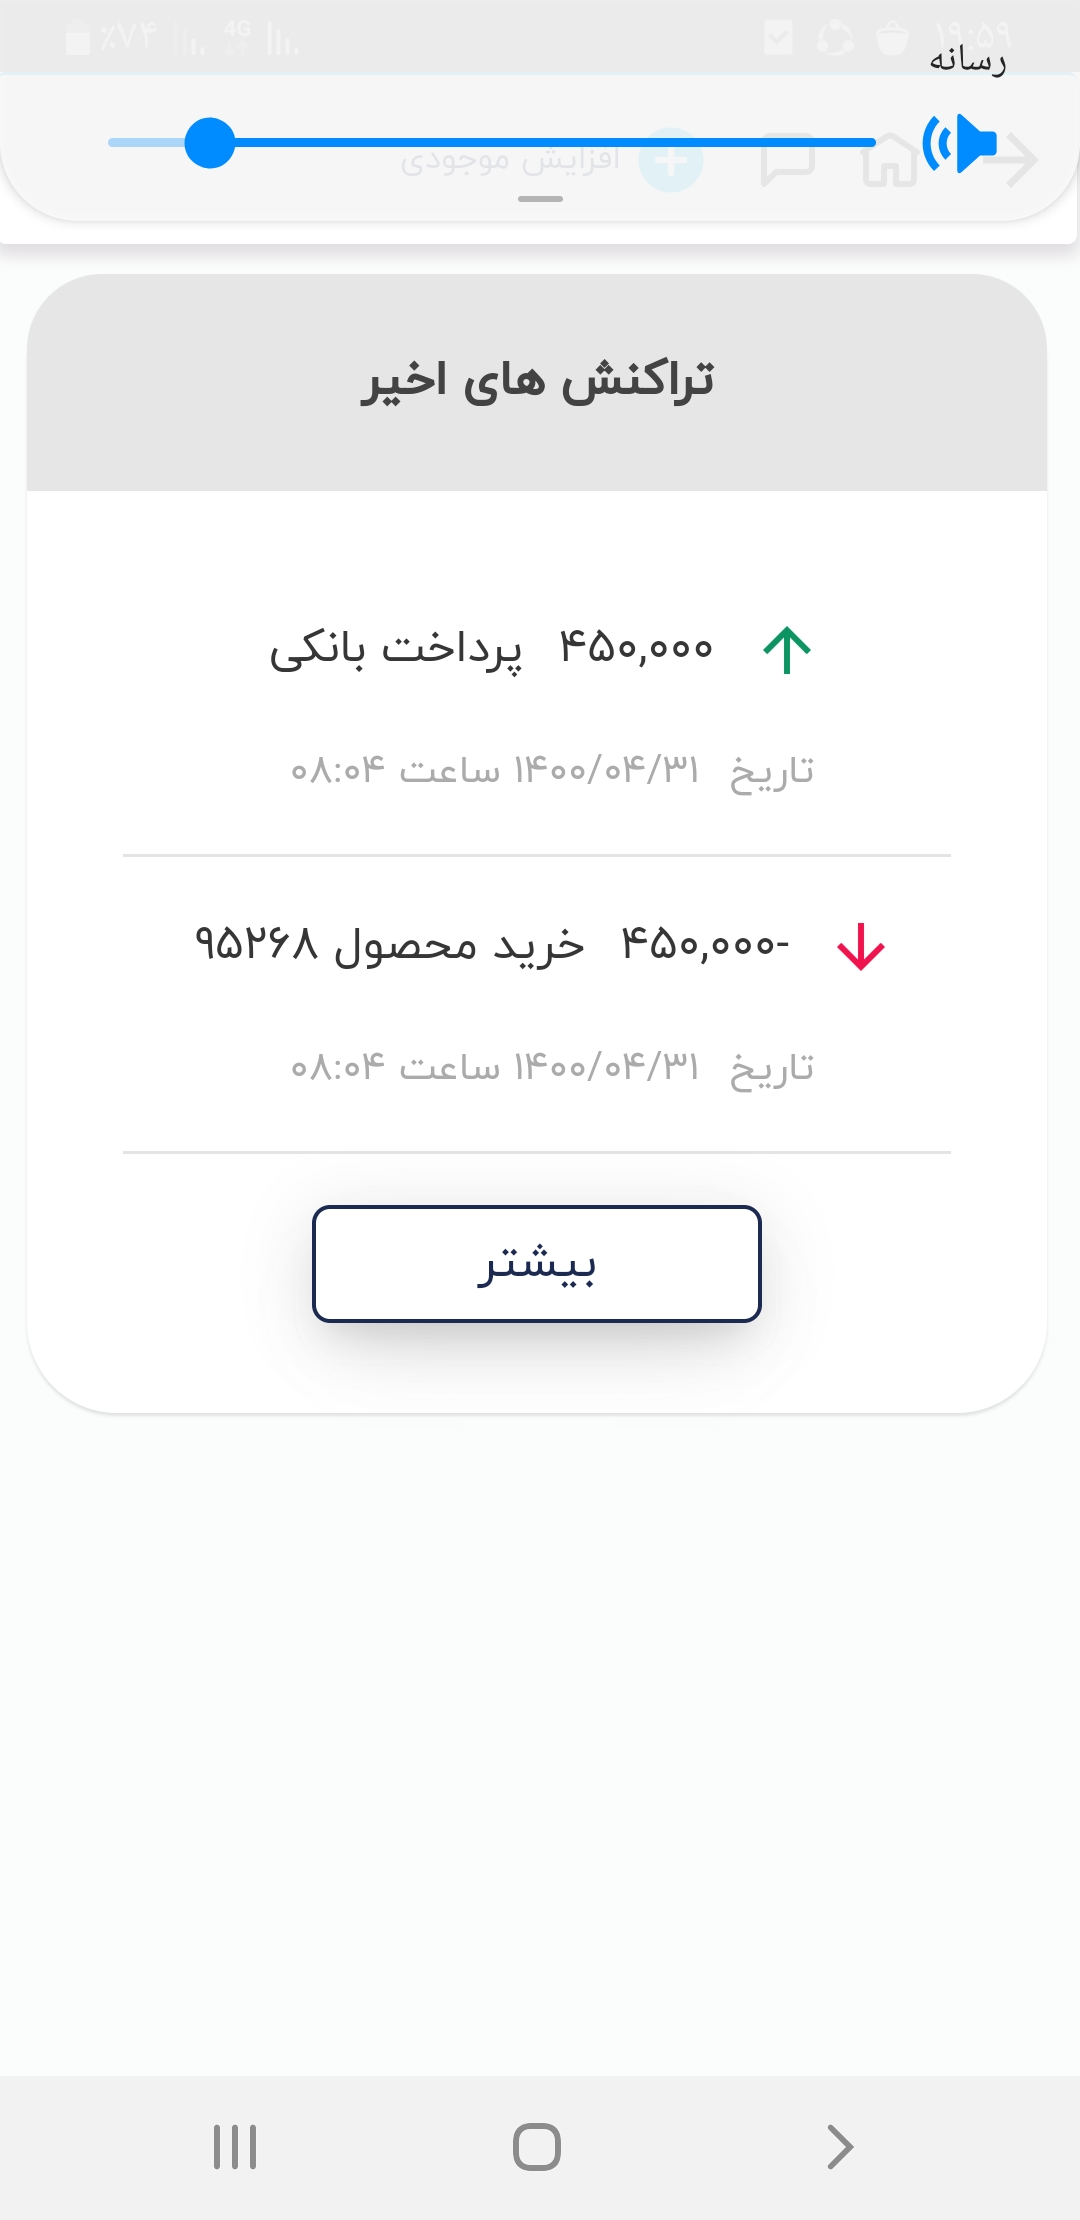 ۱۹:۵۹ 4G ٪۷۴
رسانه
افزایش موجودی
تراکنش های اخیر
۴۵۰,۰۰۰ پرداخت بانکی
تاریخ ۱۴۰۰/۰۴/۳۱ ساعت ۰۸:۰۴
-۴۵۰,۰۰۰ خرید محصول ۹۵۲۶۸
تاریخ ۱۴۰۰/۰۴/۳۱ ساعت ۰۸:۰۴
بیشتر